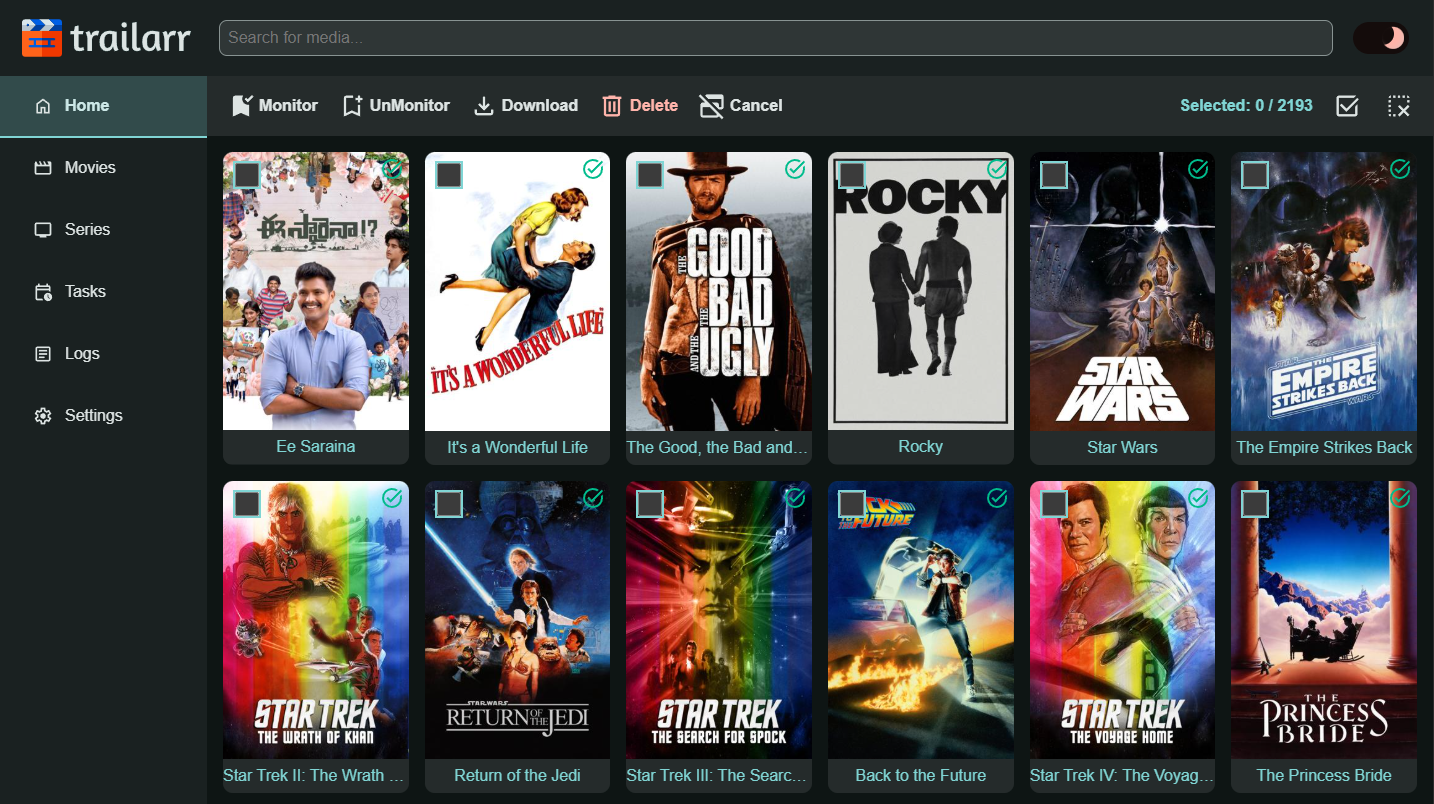 trailarr
Search for media...
Home
Movies
Series
Tasks
Logs
Settings
Monitor UnMonitor Download Delete Cancel Selected: 0 / 2193
ఈ సారైనా!?
Ee Saraina
IT'S A WONDERFUL LIFE
It's a Wonderful Life
THE GOOD
THE BAD
AND THE UGLY
The Good, the Bad and...
ROCKY
Rocky
STAR
WARS
Star Wars
STAR
THE
EMPIRE
STRIKES BACK
WARS
The Empire Strikes Back
STAR TREK
THE WRATH OF KHAN
Star Trek II: The Wrath ...
STAR WARS
RETURN OF THE JEDI
Return of the Jedi
STAR TREK
THE SEARCH FOR SPOCK
Star Trek III: The Searc...
BACK
TO THE FUTURE
Back to the Future
STAR TREK
THE VOYAGE HOME
Star Trek IV: The Voyag...
THE
PRINCESS
BRIDE
The Princess Bride